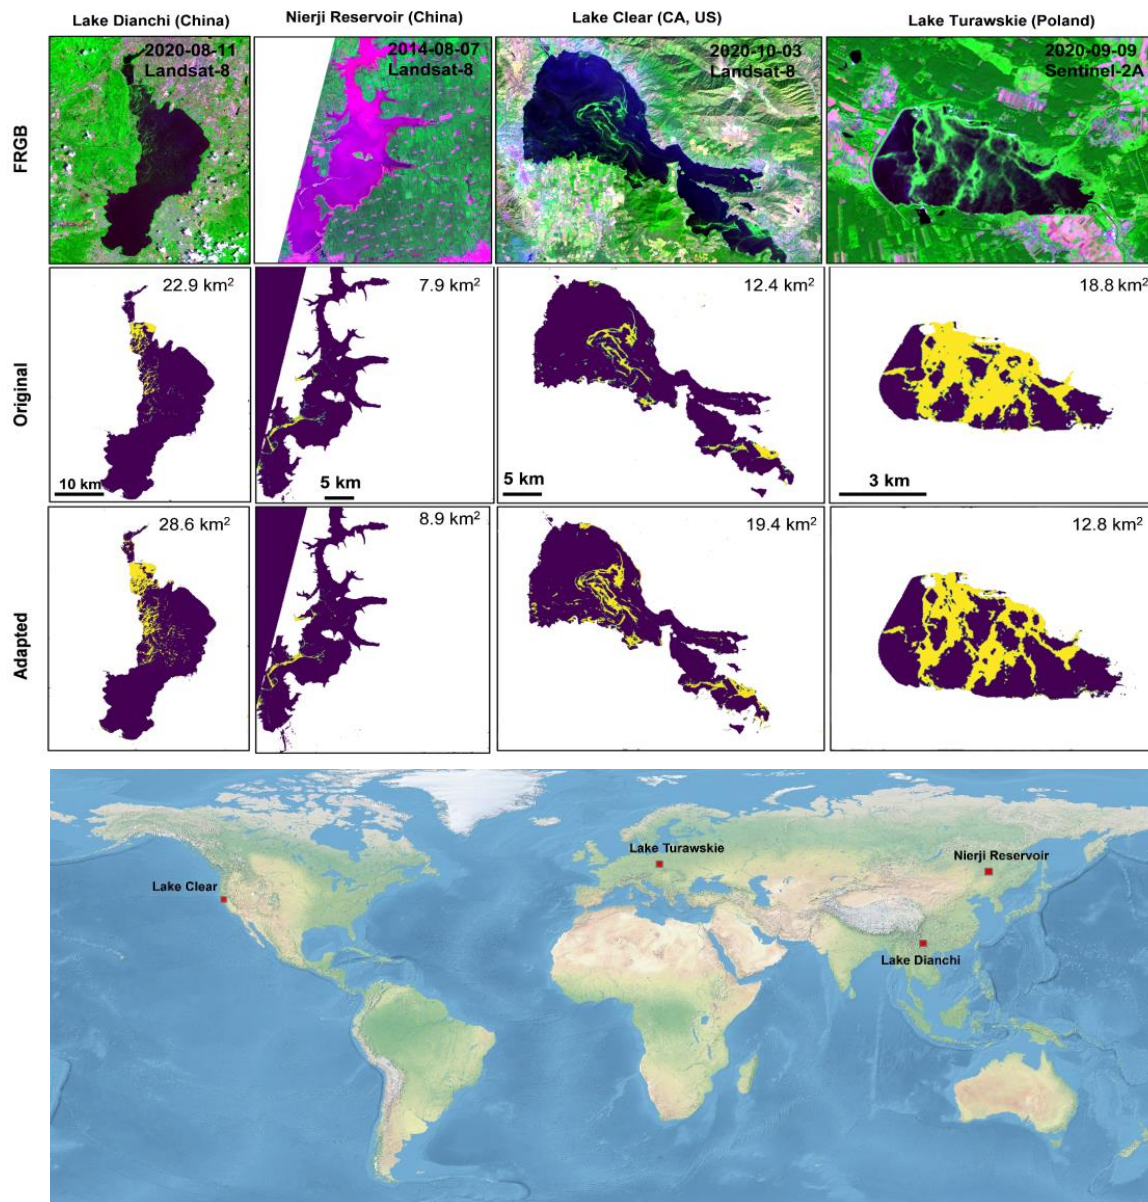 Lake Dianchi (China)
Nierji Reservoir (China)
Lake Clear (CA, US)
Lake Turawskie (Poland)
FRGB
2020-08-11
Landsat-8
2014-08-07
Landsat-8
2020-10-03
Landsat-8
2020-09-09
Sentinel-2A
Original
22.9 km²
7.9 km²
12.4 km²
18.8 km²
10 km
5 km
5 km
3 km
Adapted
28.6 km²
8.9 km²
19.4 km²
12.8 km²
Lake Turawskie
Nierji Reservoir
Lake Clear
Lake Dianchi